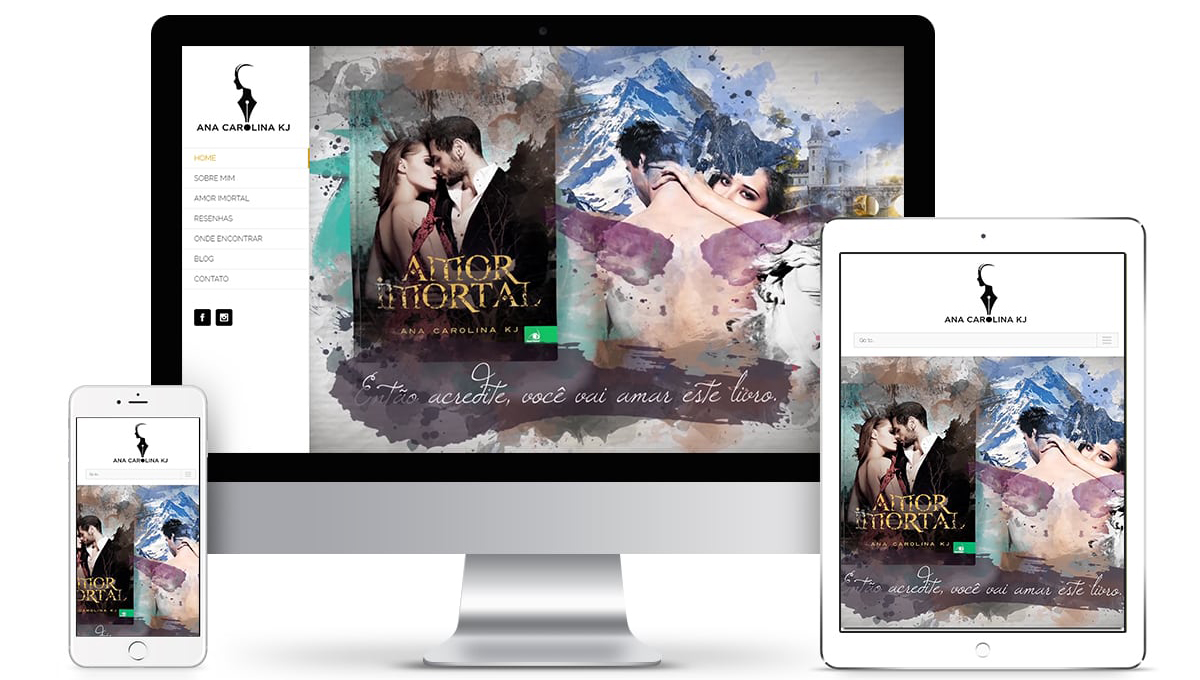 ANA CAROLINA KJ
HOME
SOBRE MIM
AMOR IMORTAL
RESENHAS
ONDE ENCONTRAR
BLOG
CONTATO
AMOR
IMORTAL
ANA CAROLINA KJ
Então acredite, você vai amar este livro.
ANA CAROLINA KJ
Go to...
AMOR
IMORTAL
ANA CAROLINA KJ
Então acredite, você vai amar este livro.
ANA CAROLINA KJ
Go to...
AMOR
IMORTAL
CAROLINA KJ